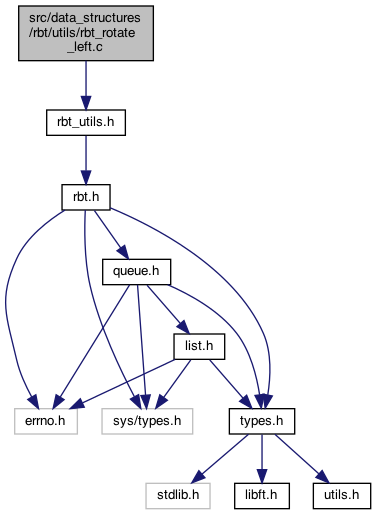 src/data_structures
/rbt/utils/rbt_rotate
_left.c
rbt_utils.h
rbt.h
queue.h
list.h
errno.h
sys/types.h
types.h
stdlib.h
libft.h
utils.h